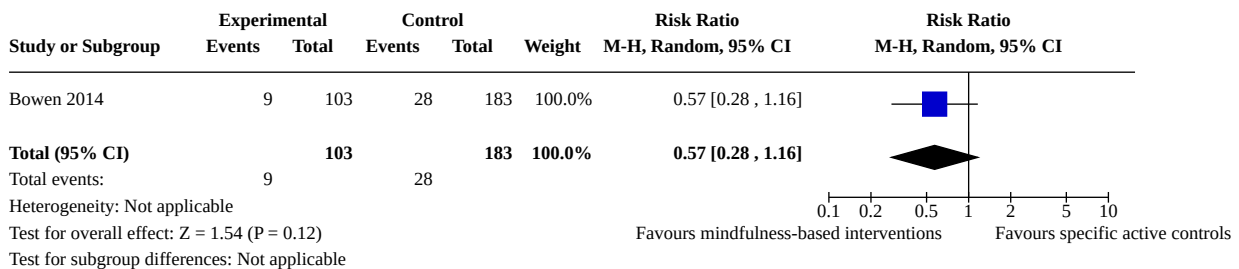 Experimental Control Risk Ratio Risk Ratio
Study or Subgroup Events Total Events Total Weight M-H, Random, 95% CI M-H, Random, 95% CI
Bowen 2014 9 103 28 183 100.0% 0.57 [0.28 , 1.16]
Total (95% CI) 103 183 100.0% 0.57 [0.28 , 1.16]
Total events: 9 28
Heterogeneity: Not applicable
0.1 0.2 0.5 1 2 5 10
Test for overall effect: Z = 1.54 (P = 0.12) Favours mindfulness-based interventions Favours specific active controls
Test for subgroup differences: Not applicable